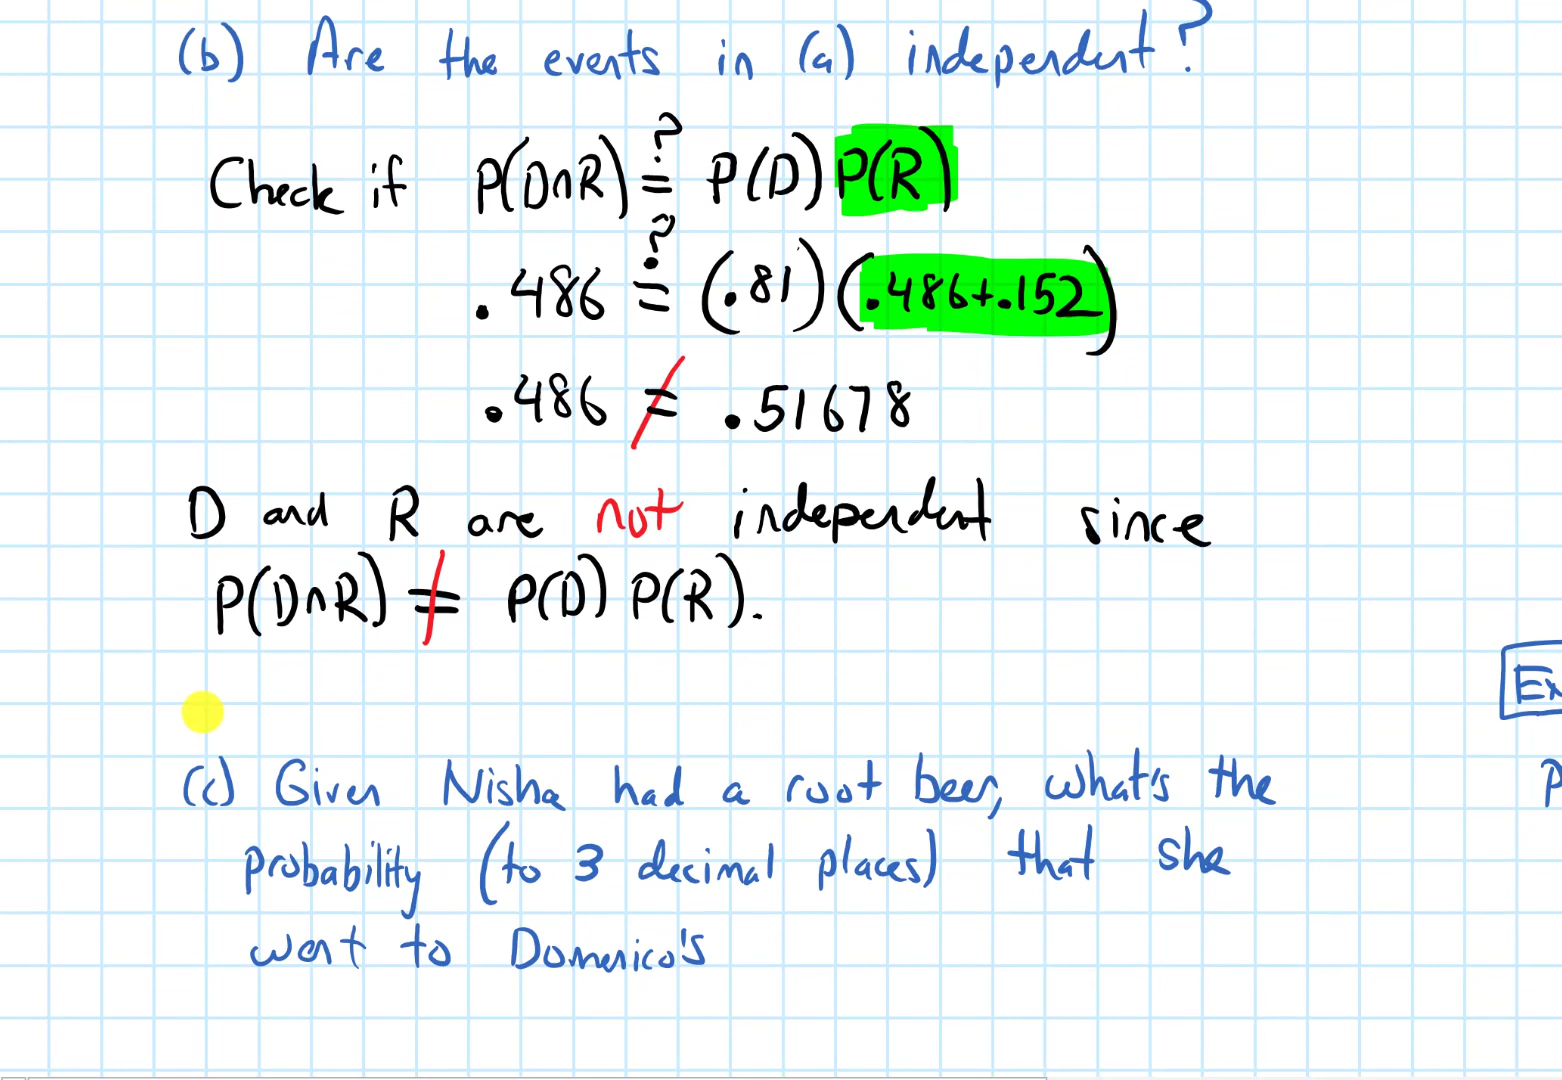 (b) Are the events in (a) independent?
Check if P(D∩R) ≟ P(D) P(R)
.486 ≟ (.81)(.486+.152)
.486 ≠ .51678
D and R are not independent since
P(D∩R) ≠ P(D) P(R).
Ex
(c) Given Nisha had a root beer, what's the
P
probability (to 3 decimal places) that she
went to Domenico's